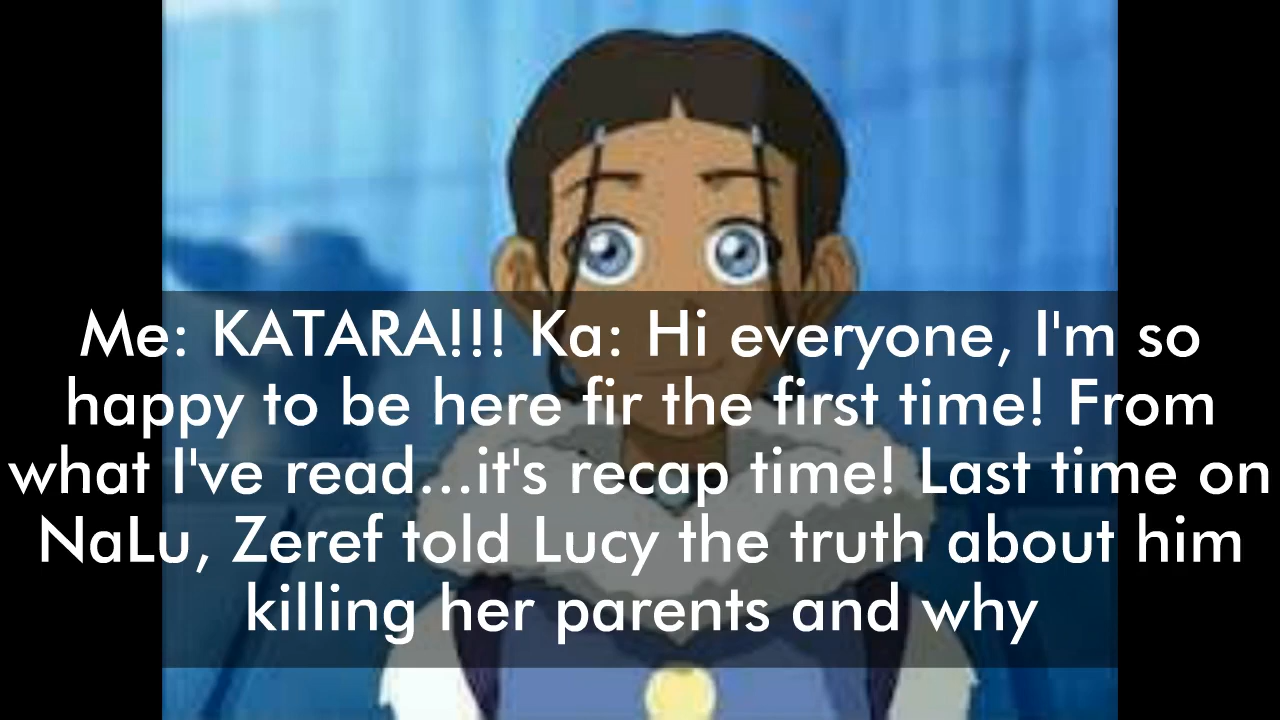 Me: KATARA!!! Ka: Hi everyone, I'm so
happy to be here fir the first time! From
what I've read...it's recap time! Last time on
NaLu, Zeref told Lucy the truth about him
killing her parents and why